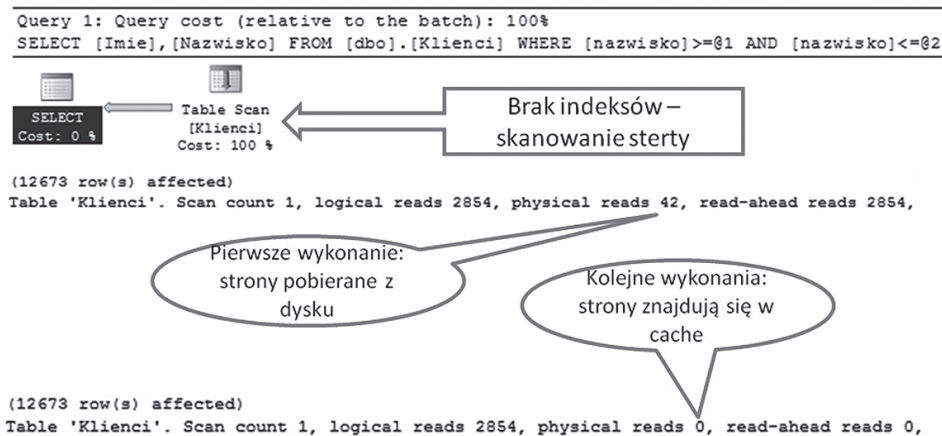 Query 1: Query cost (relative to the batch): 100%
SELECT [Imie],[Nazwisko] FROM [dbo].[Klienci] WHERE [nazwisko]>=@1 AND [nazwisko]<=@2
SELECT
Cost: 0 %
Table Scan
[Klienci]
Cost: 100 %
Brak indeksów –
skanowanie sterty
(12673 row(s) affected)
Table 'Klienci'. Scan count 1, logical reads 2854, physical reads 42, read-ahead reads 2854,
Pierwsze wykonanie:
strony pobierane z
dysku
Kolejne wykonania:
strony znajdują się w
cache
(12673 row(s) affected)
Table 'Klienci'. Scan count 1, logical reads 2854, physical reads 0, read-ahead reads 0,